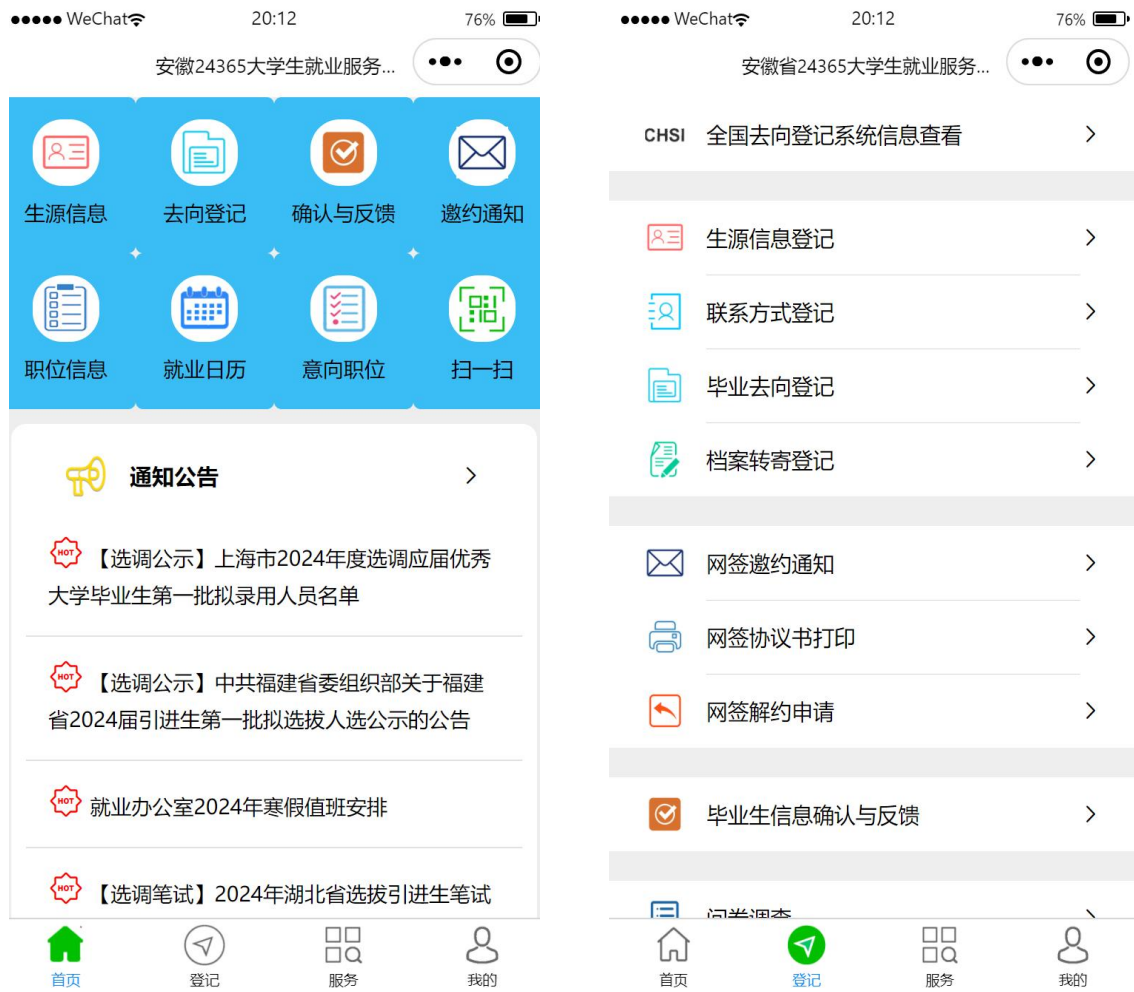 WeChat 20:12 76%
安徽24365大学生就业服务...
生源信息 去向登记 确认与反馈 邀约通知
职位信息 就业日历 意向职位 扫一扫
通知公告
HOT 【选调公示】上海市2024年度选调应届优秀
大学毕业生第一批拟录用人员名单
HOT 【选调公示】中共福建省委组织部关于福建
省2024届引进生第一批拟选拔人选公示的公告
HOT 就业办公室2024年寒假值班安排
HOT 【选调笔试】2024年湖北省选拔引进生笔试
首页 登记 服务 我的
WeChat 20:12 76%
安徽省24365大学生就业服务...
CHSI 全国去向登记系统信息查看
生源信息登记
联系方式登记
毕业去向登记
档案转寄登记
网签邀约通知
网签协议书打印
网签解约申请
毕业生信息确认与反馈
问卷调查
首页 登记 服务 我的